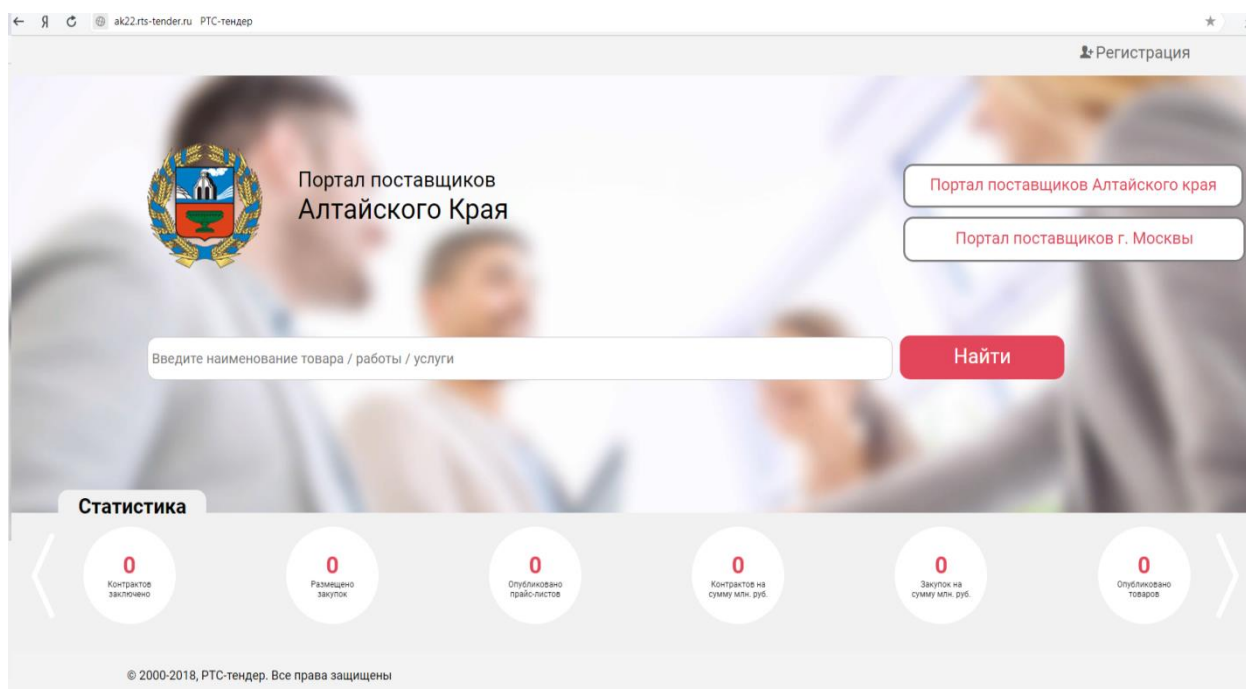 ak22.rts-tender.ru РТС-тендер
Регистрация
Портал поставщиков
Алтайского Края
Портал поставщиков Алтайского края
Портал поставщиков г. Москвы
Введите наименование товара / работы / услуги
Найти
Статистика
0
Контрактов
заключено
0
Размещено
закупок
0
Опубликовано
прайс-листов
0
Контрактов на
сумму млн. руб.
0
Закупок на
сумму млн. руб.
0
Опубликовано
товаров
© 2000-2018, РТС-тендер. Все права защищены